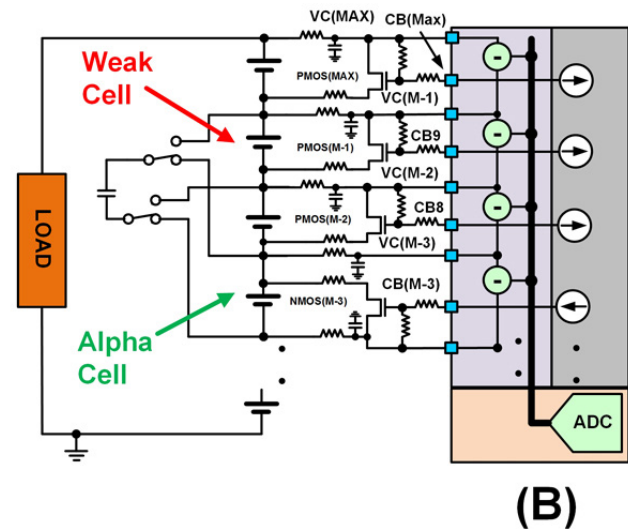 VC(MAX)
CB(Max)
Weak
Cell
PMOS(MAX)
VC(M-1)
PMOS(M-1)
CB9
VC(M-2)
LOAD
PMOS(M-2)
CB8
VC(M-3)
NMOS(M-3)
CB(M-3)
Alpha
Cell
ADC
(B)